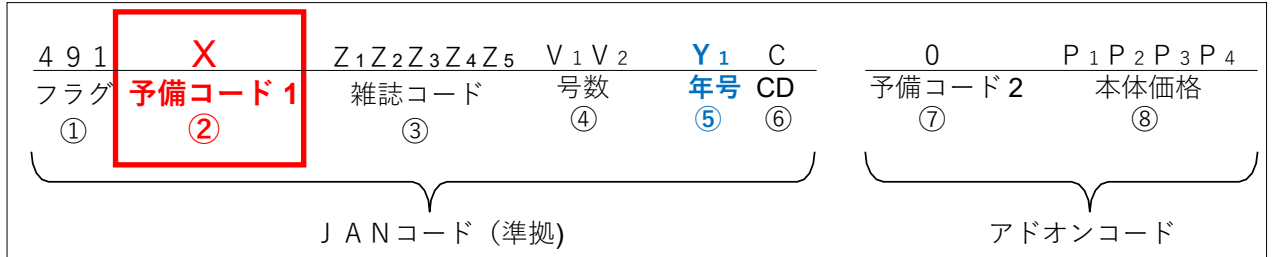 491 X Z1Z2Z3Z4Z5 V1V2 Y1 C 0 P1P2P3P4
フラグ 予備コード1 雑誌コード 号数 年号 CD 予備コード2 本体価格
① ② ③ ④ ⑤ ⑥ ⑦ ⑧
ＪＡＮコード（準拠) アドオンコード